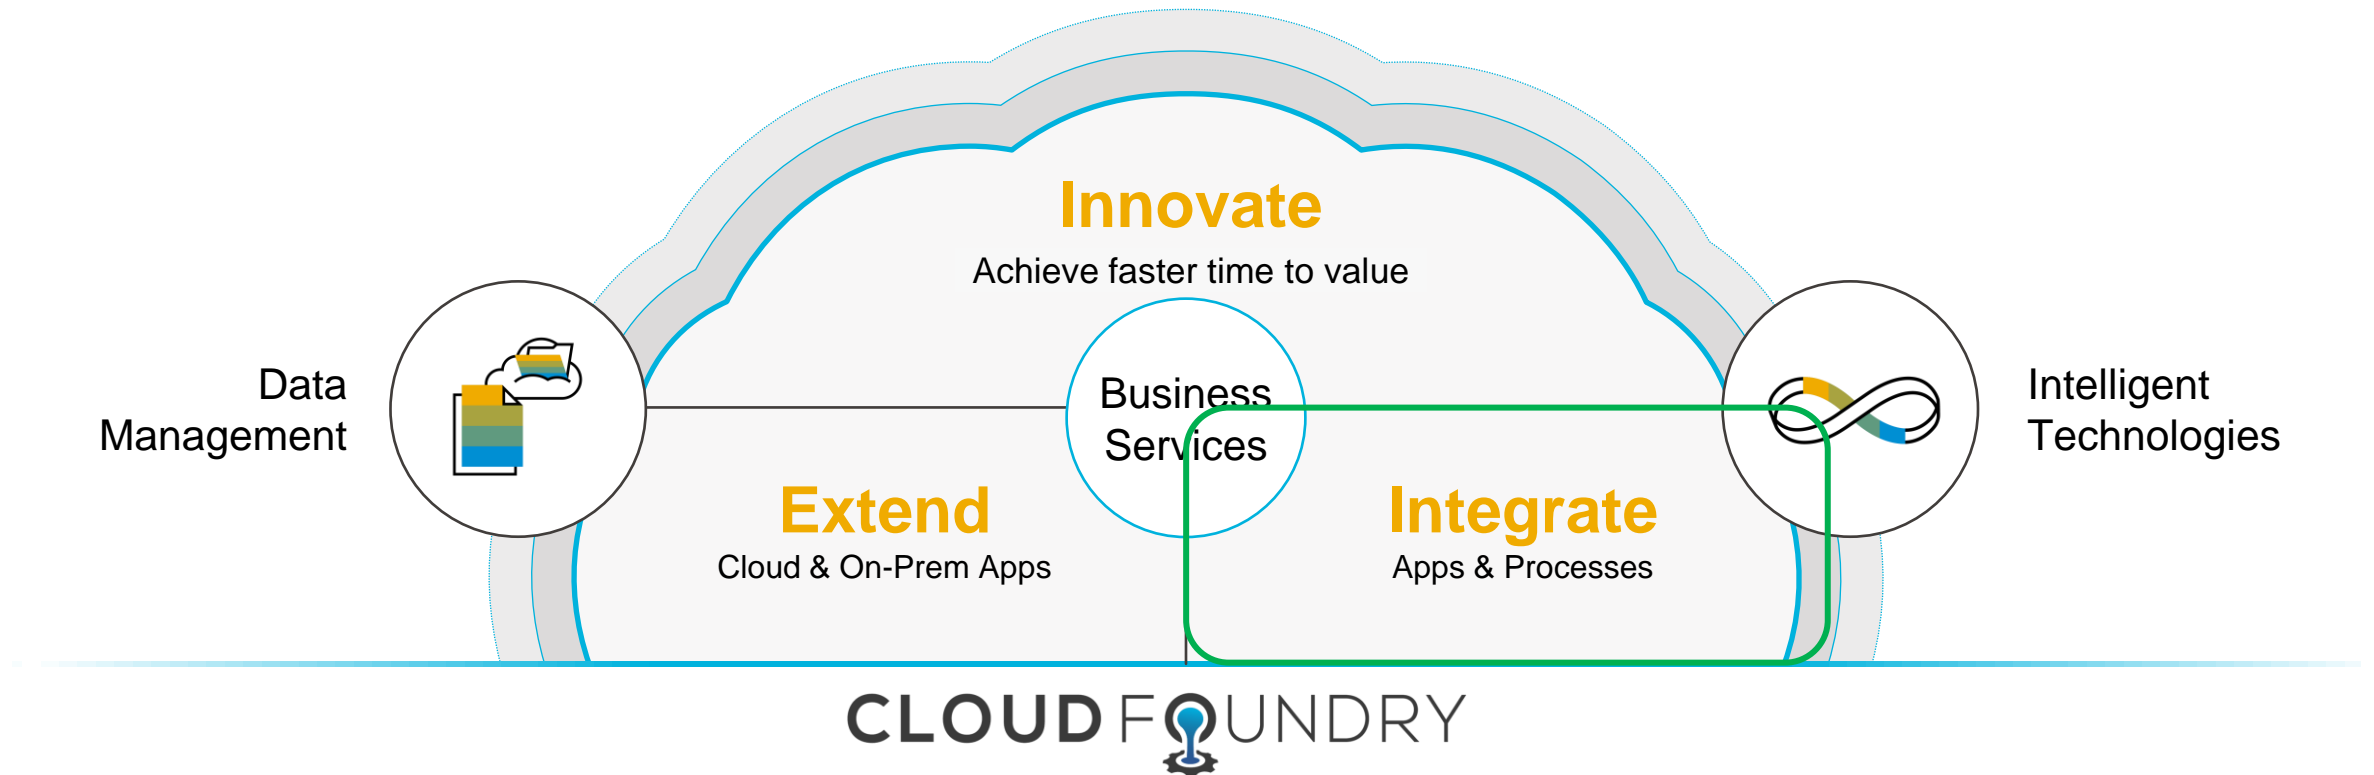 Innovate
Achieve faster time to value
Data
Management
Business
Services
Intelligent
Technologies
Extend
Cloud & On-Prem Apps
Integrate
Apps & Processes
CLOUD FOUNDRY